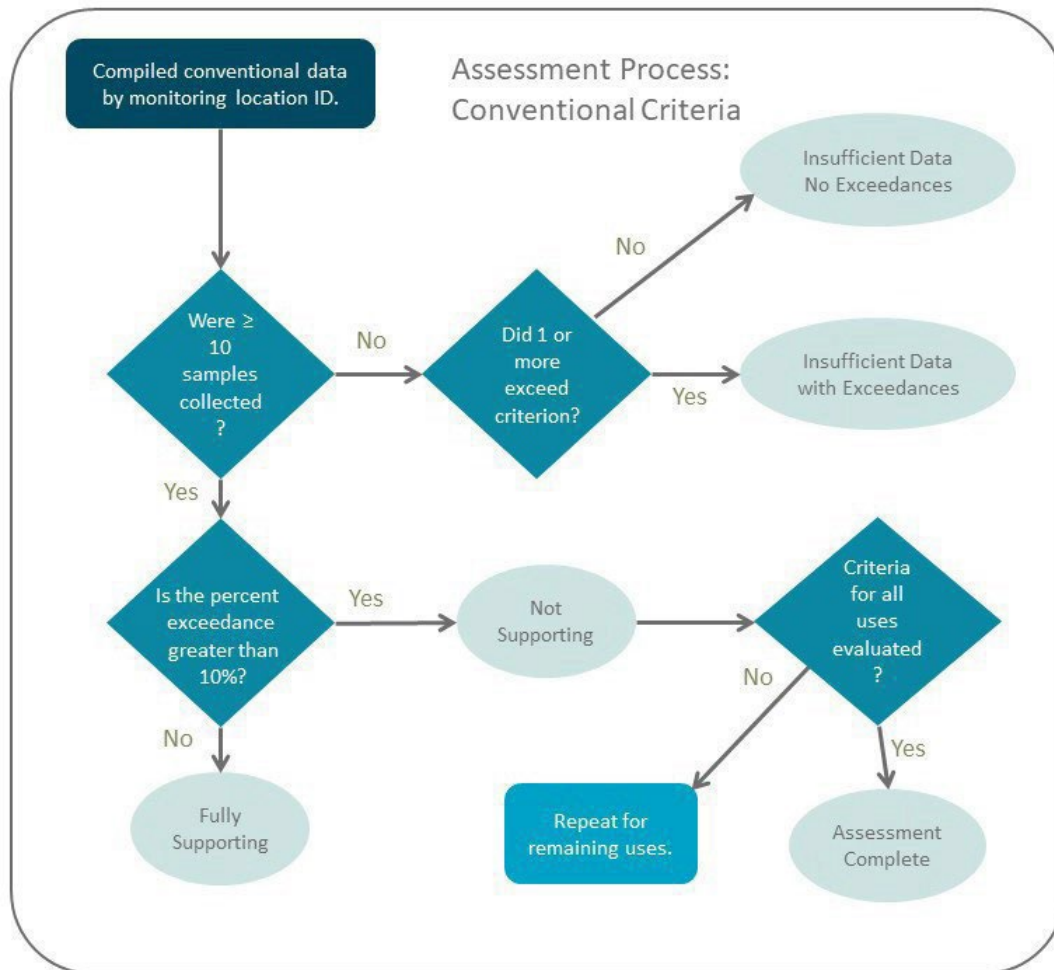 Compiled conventional data
by monitoring location ID.
Assessment Process:
Conventional Criteria
Insufficient Data
No Exceedances
No
Were ≥
10
samples
collected
?
No
Did 1 or
more
exceed
criterion?
Yes
Insufficient Data
with Exceedances
Yes
Is the percent
exceedance
greater than
10%?
Yes
Not
Supporting
Criteria
for all
uses
evaluated
?
No
No
Yes
Fully
Supporting
Repeat for
remaining uses.
Assessment
Complete